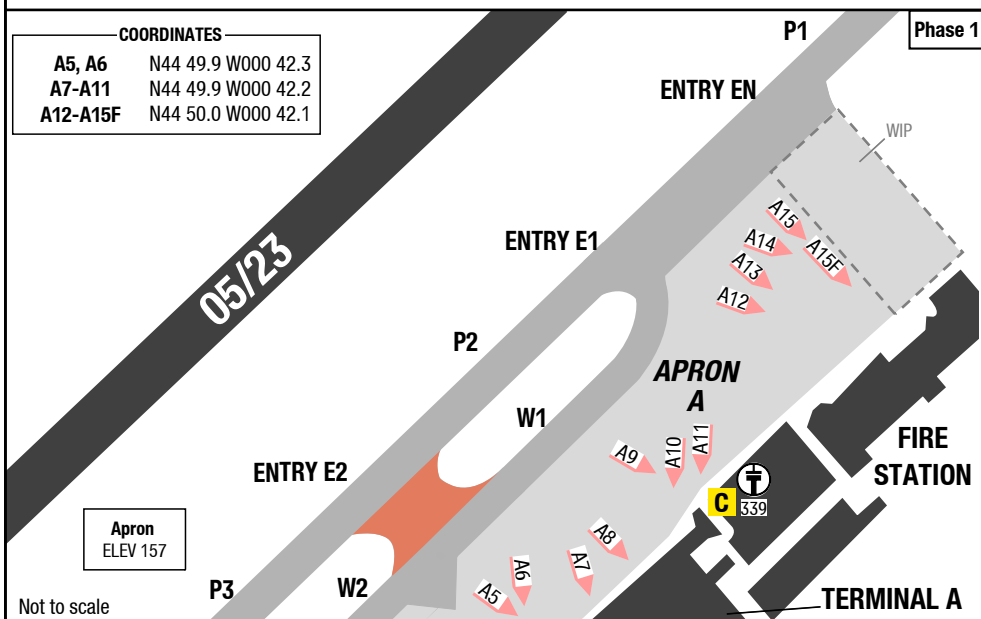 COORDINATES
A5, A6 N44 49.9 W000 42.3
A7-A11 N44 49.9 W000 42.2
A12-A15F N44 50.0 W000 42.1
P1
Phase 1
ENTRY EN
WIP
A15
A14
A15F
A13
A12
ENTRY E1
05/23
P2
APRON
A
W1
A11
A10
A9
FIRE
STATION
ENTRY E2
C
339
Apron
ELEV 157
A8
A7
A6
A5
P3
W2
Not to scale
TERMINAL A